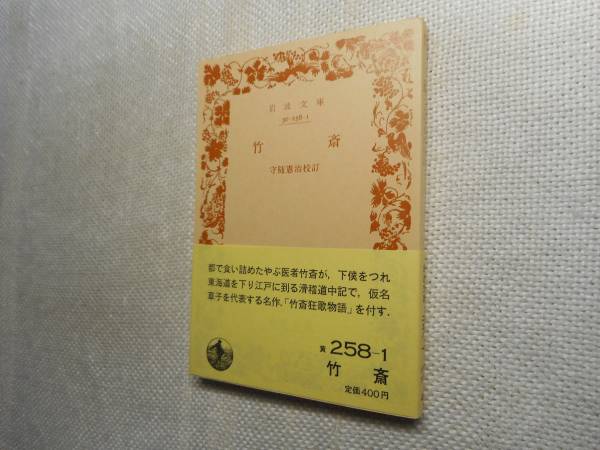 岩波文庫
30-258-1
竹斎
守随憲治校訂
都で食い詰めたやぶ医者竹斎が，下僕をつれ
東海道を下り江戸に到る滑稽道中記で，仮名
草子を代表する名作．「竹斎狂歌物語」を付す．
黄 258-1
竹斎
定価400円